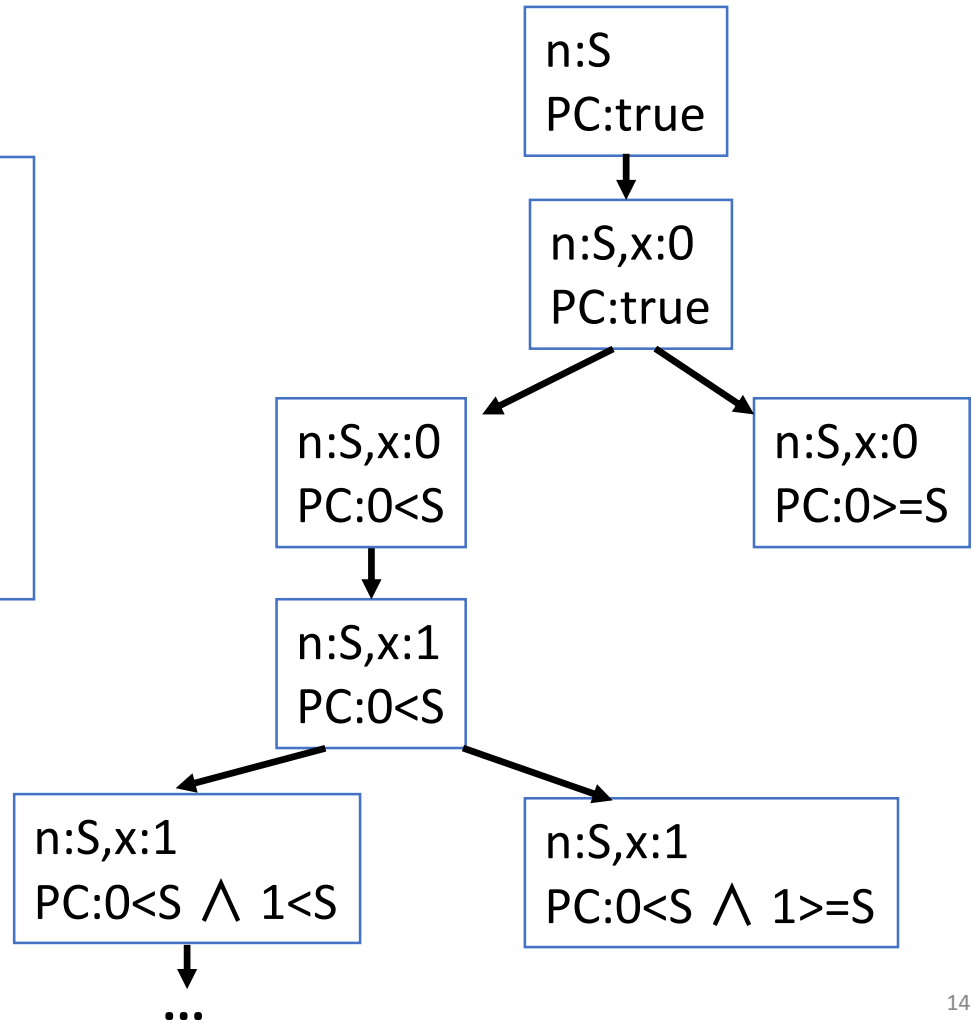 n:S
PC:true
n:S,x:0
PC:true
n:S,x:0
PC:0<S
n:S,x:0
PC:0>=S
n:S,x:1
PC:0<S
n:S,x:1
PC:0<S ⋀ 1<S
n:S,x:1
PC:0<S ⋀ 1>=S
...
14